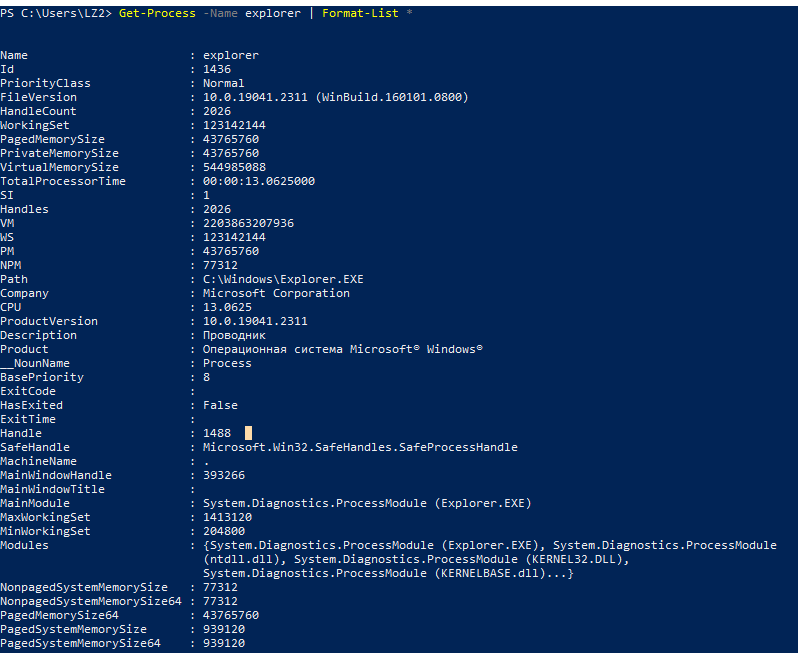 PS C:\Users\LZ2> Get-Process -Name explorer | Format-List *
Name : explorer
Id : 1436
PriorityClass : Normal
FileVersion : 10.0.19041.2311 (WinBuild.160101.0800)
HandleCount : 2026
WorkingSet : 123142144
PagedMemorySize : 43765760
PrivateMemorySize : 43765760
VirtualMemorySize : 544985088
TotalProcessorTime : 00:00:13.0625000
SI : 1
Handles : 2026
VM : 2203863207936
WS : 123142144
PM : 43765760
NPM : 77312
Path : C:\Windows\Explorer.EXE
Company : Microsoft Corporation
CPU : 13.0625
ProductVersion : 10.0.19041.2311
Description : Проводник
Product : Операционная система Microsoft® Windows®
__NounName : Process
BasePriority : 8
ExitCode :
HasExited : False
ExitTime :
Handle : 1488
SafeHandle : Microsoft.Win32.SafeHandles.SafeProcessHandle
MachineName : .
MainWindowHandle : 393266
MainWindowTitle :
MainModule : System.Diagnostics.ProcessModule (Explorer.EXE)
MaxWorkingSet : 1413120
MinWorkingSet : 204800
Modules : {System.Diagnostics.ProcessModule (Explorer.EXE), System.Diagnostics.ProcessModule
(ntdll.dll), System.Diagnostics.ProcessModule (KERNEL32.DLL),
System.Diagnostics.ProcessModule (KERNELBASE.dll)...}
NonpagedSystemMemorySize : 77312
NonpagedSystemMemorySize64 : 77312
PagedMemorySize64 : 43765760
PagedSystemMemorySize : 939120
PagedSystemMemorySize64 : 939120